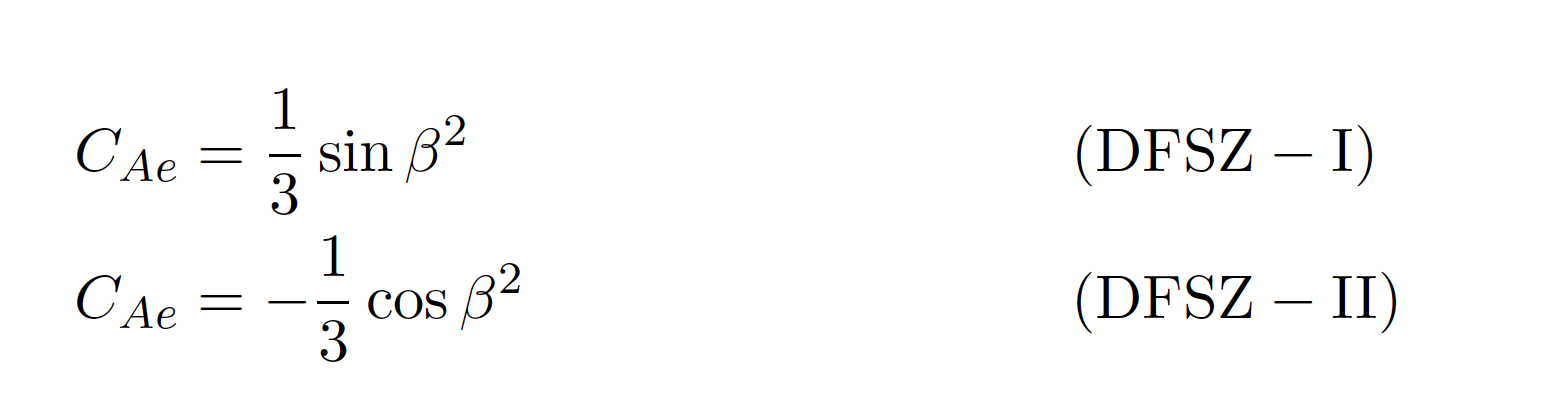 $C_{Ae} = \frac{1}{3} \sin \beta^2$ (DFSZ − I)
$C_{Ae} = -\frac{1}{3} \cos \beta^2$ (DFSZ − II)